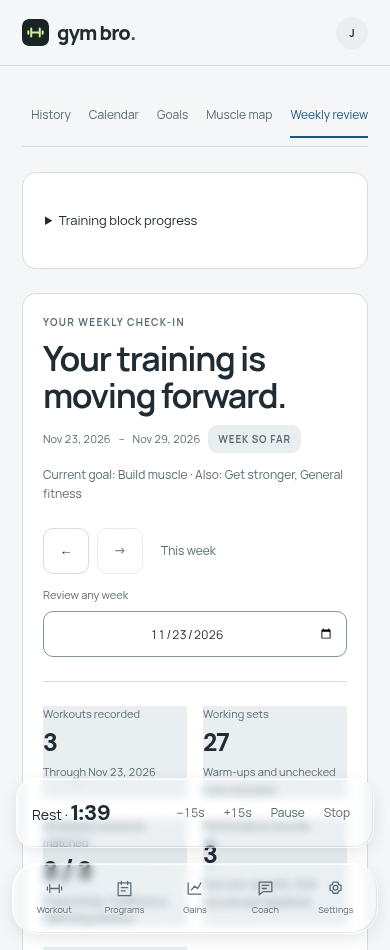 gym bro.
J
History Calendar Goals Muscle map Weekly review
▶ Training block progress
YOUR WEEKLY CHECK-IN
Your training is
moving forward.
Nov 23, 2026 – Nov 29, 2026 WEEK SO FAR
Current goal: Build muscle · Also: Get stronger, General
fitness
← → This week
Review any week
11/23/2026
Workouts recorded Working sets
3 27
Through Nov 23, 2026 Warm-ups and unchecked
Rest · 1:39 −15s +15s Pause Stop
matched
3
Workout Programs Gains Coach Settings